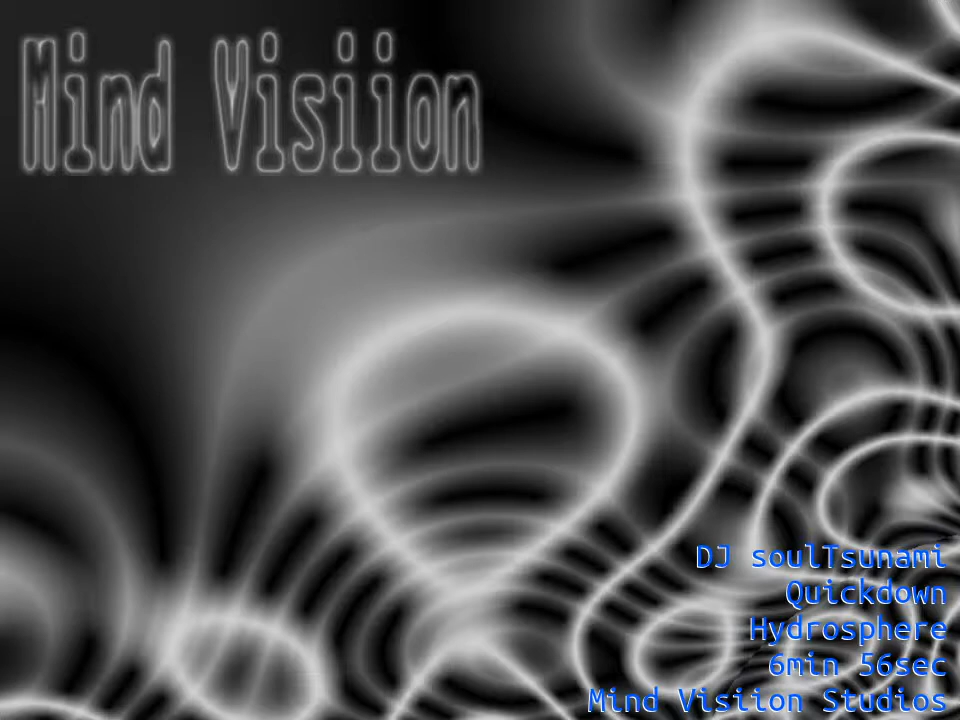 Mind Visiion
DJ soulTsunami
Quickdown
Hydrosphere
6min 56sec
Mind Visiion Studios